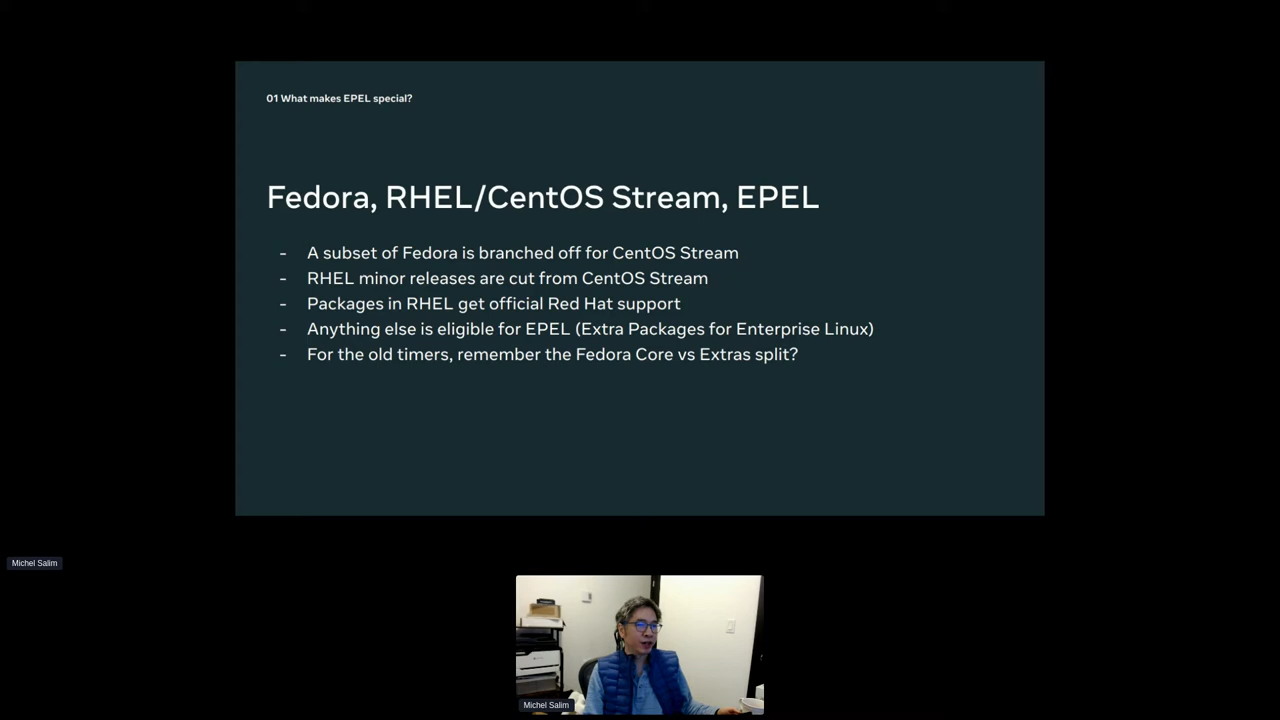 01 What makes EPEL special?
Fedora, RHEL/CentOS Stream, EPEL
- A subset of Fedora is branched off for CentOS Stream
- RHEL minor releases are cut from CentOS Stream
- Packages in RHEL get official Red Hat support
- Anything else is eligible for EPEL (Extra Packages for Enterprise Linux)
- For the old timers, remember the Fedora Core vs Extras split?
Michel Salim
Michel Salim